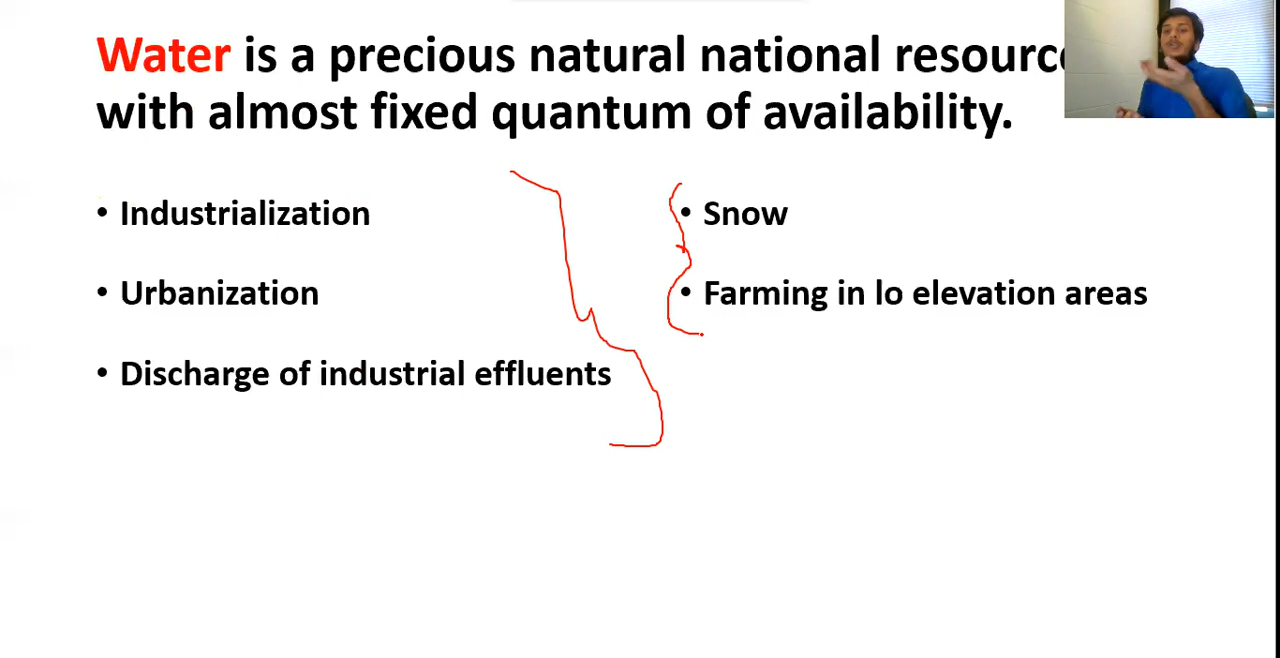 Water is a precious natural national resource
with almost fixed quantum of availability.
• Industrialization
• Urbanization
• Discharge of industrial effluents
• Snow
• Farming in lo elevation areas